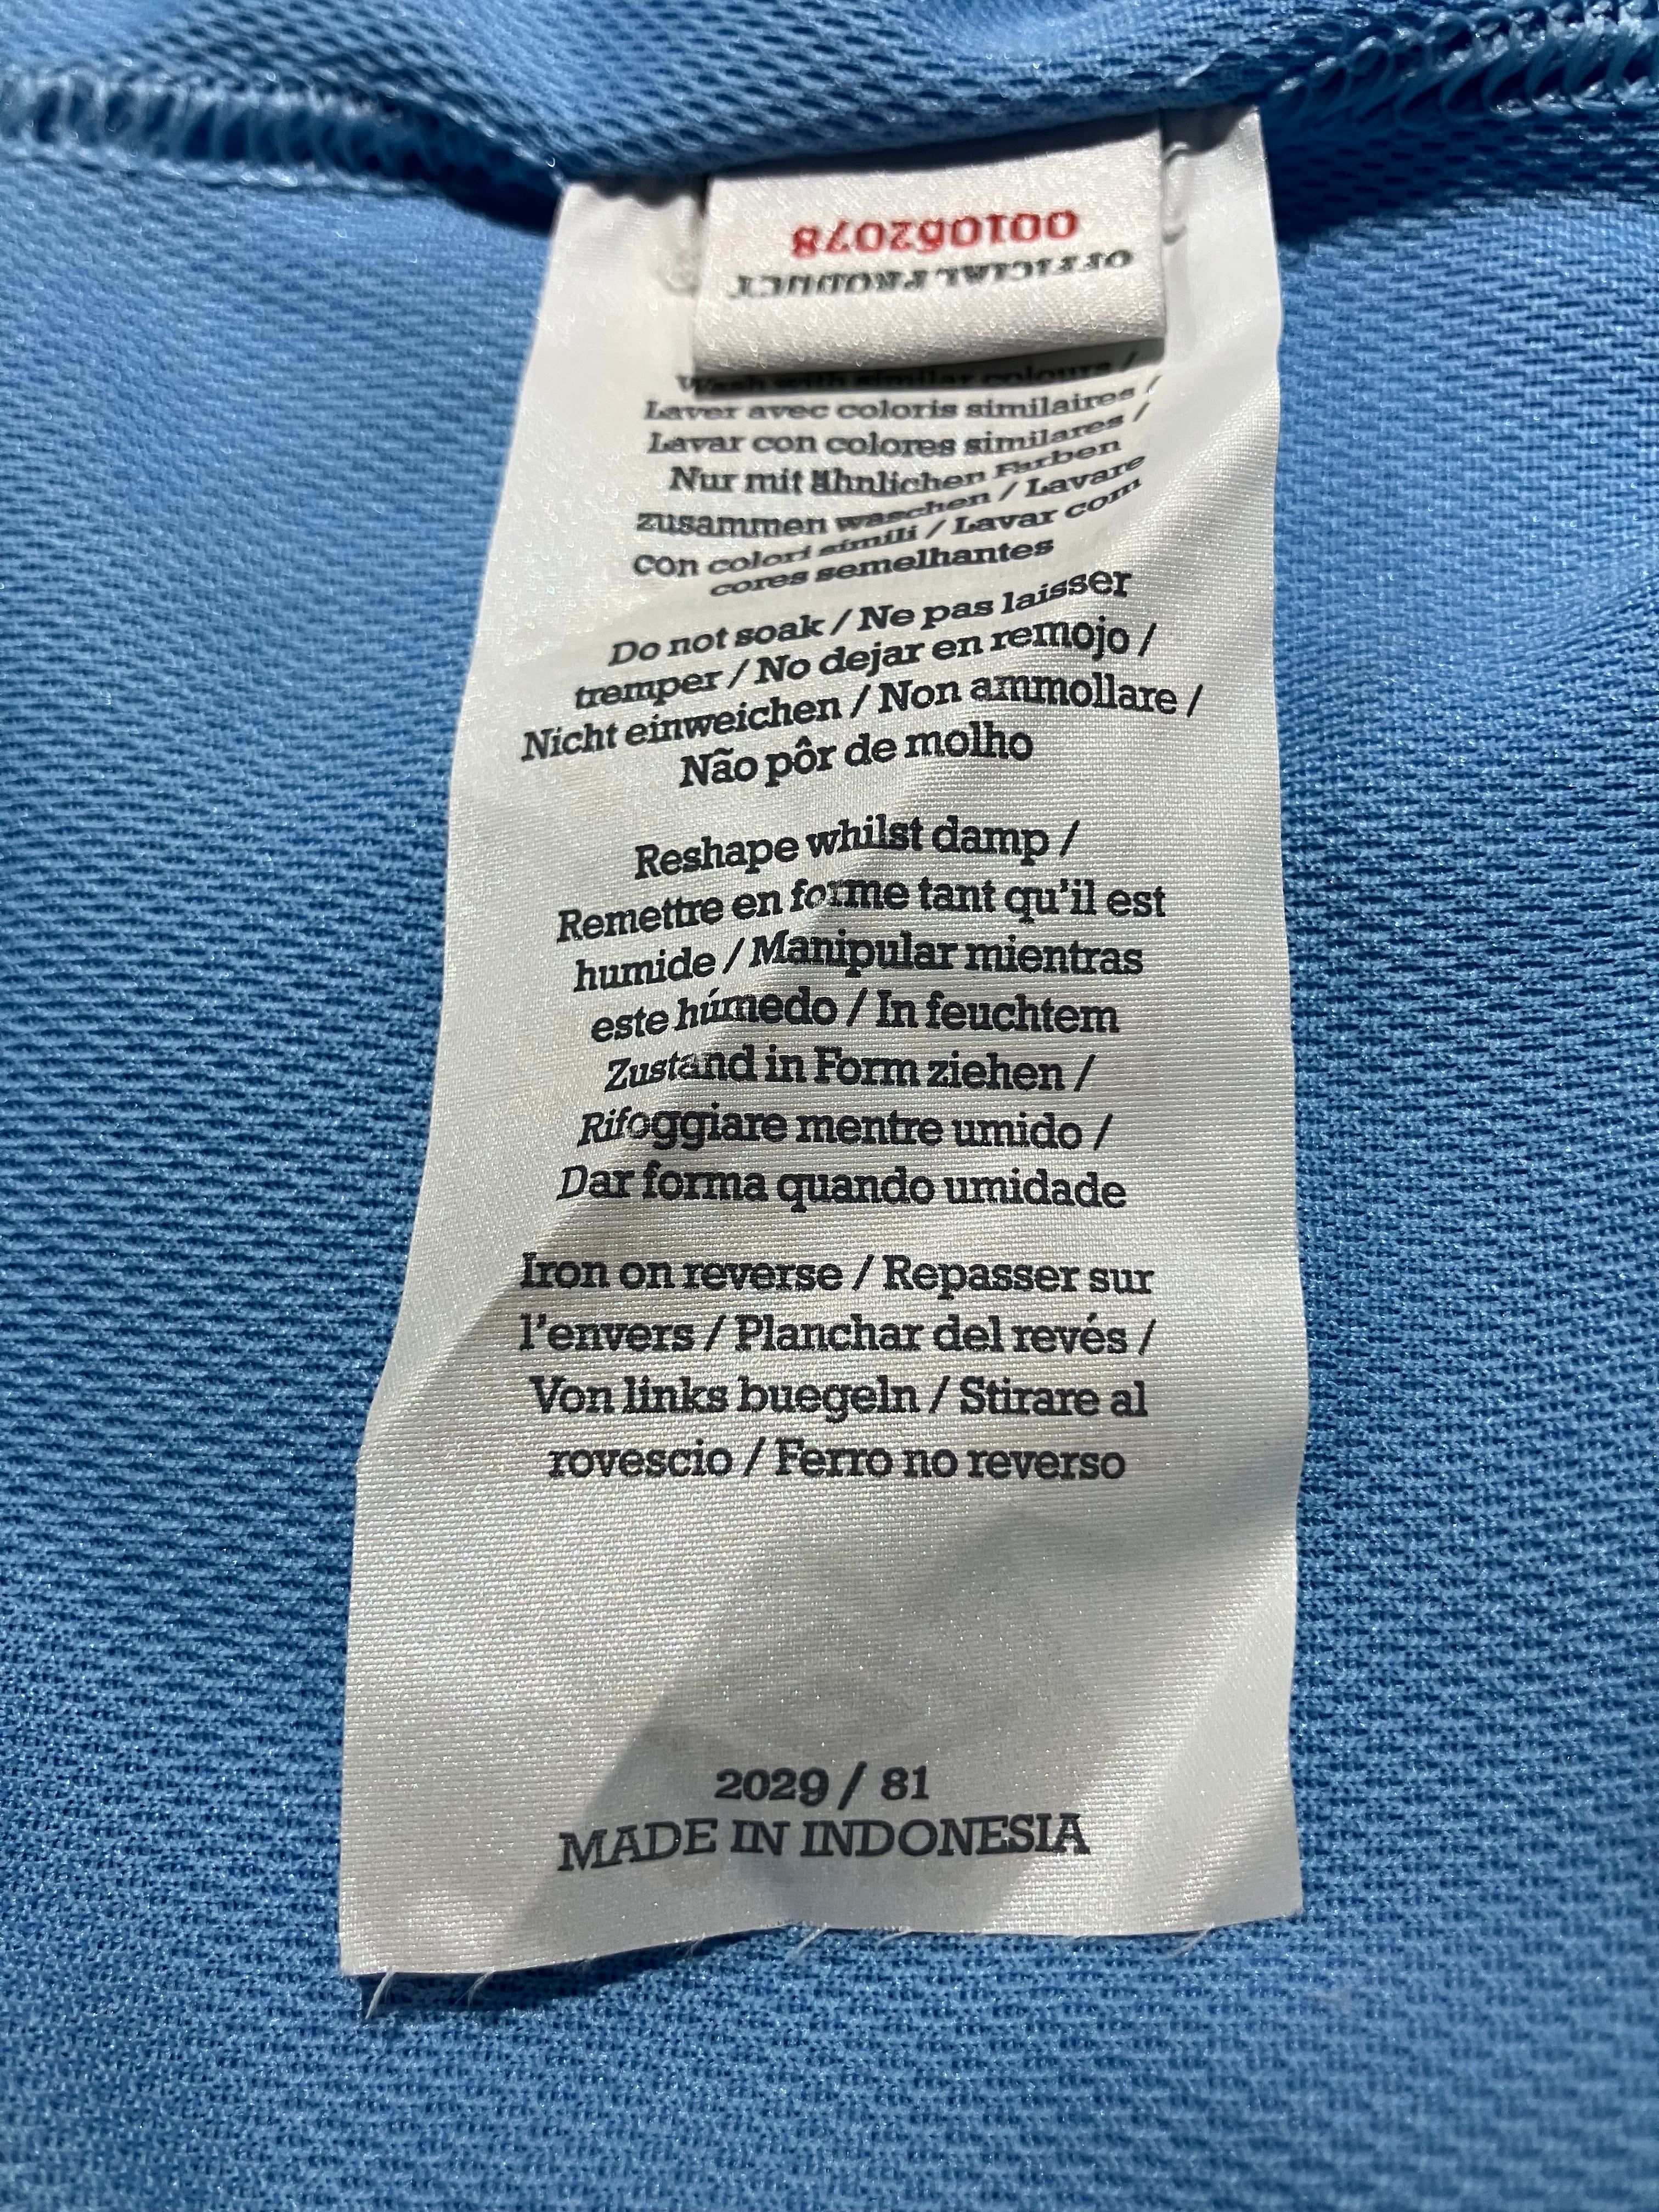 OFFICIAL PRODUCT
001062078
Wash with similar colours /
Laver avec coloris similaires /
Lavar con colores similares /
Nur mit ähnlichen Farben
zusammen waschen / Lavare
con colori simili / Lavar com
cores semelhantes
Do not soak / Ne pas laisser
tremper / No dejar en remojo /
Nicht einweichen / Non ammollare /
Não pôr de molho
Reshape whilst damp /
Remettre en forme tant qu'il est
humide / Manipular mientras
este húmedo / In feuchtem
Zustand in Form ziehen /
Rifoggiare mentre umido /
Dar forma quando umidade
Iron on reverse / Repasser sur
l'envers / Planchar del revés /
Von links buegeln / Stirare al
rovescio / Ferro no reverso
2029 / 81
MADE IN INDONESIA